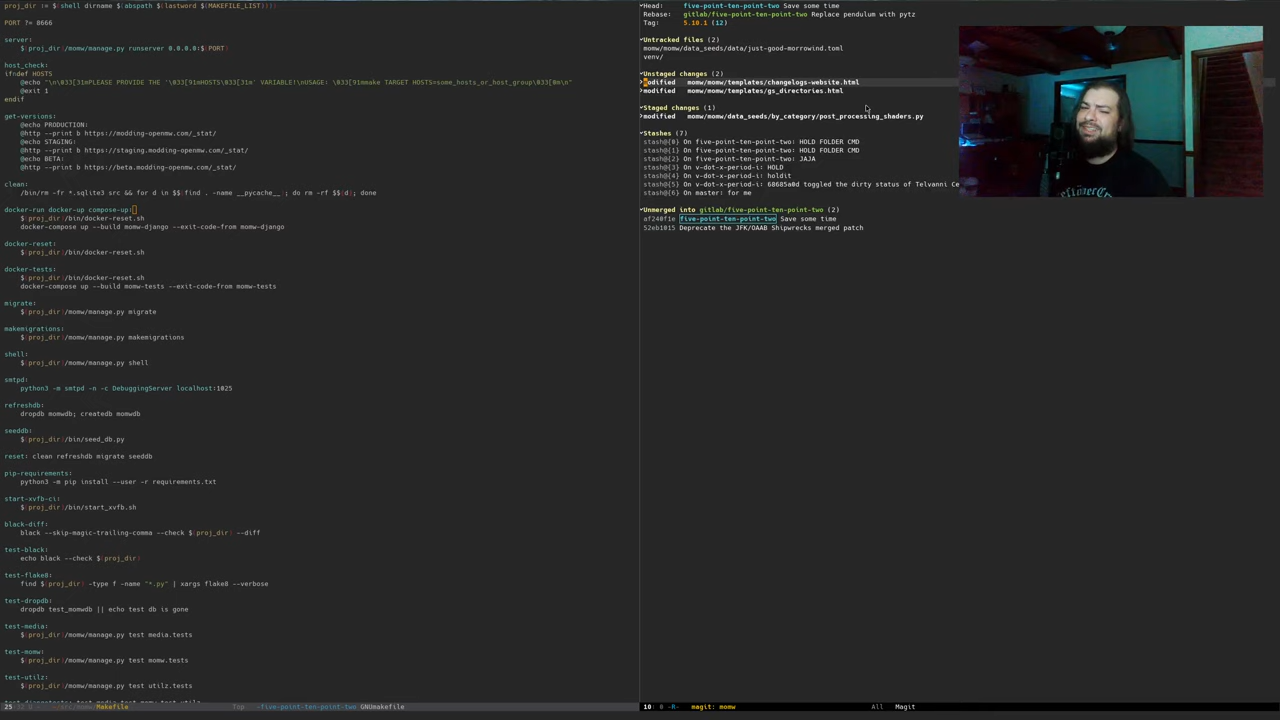 proj_dir := $(shell dirname $(abspath $(lastword $(MAKEFILE_LIST))))
PORT ?= 8666
server:
$(proj_dir)/momw/manage.py runserver 0.0.0.0:$(PORT)
host_check:
ifndef HOSTS
@echo "\n\033[31mPLEASE PROVIDE THE '\033[91mHOSTS\033[31m' VARIABLE!\nUSAGE: \033[91mmake TARGET HOSTS=some_hosts_or_host_group\033[0m\n"
@exit 1
endif
get-versions:
@echo PRODUCTION:
@http --print b https://modding-openmw.com/_stat/
@echo STAGING:
@http --print b https://staging.modding-openmw.com/_stat/
@echo BETA:
@http --print b https://beta.modding-openmw.com/_stat/
clean:
/bin/rm -fr *.sqlite3 src && for d in $$(find . -name __pycache__); do rm -rf $${d}; done
docker-run docker-up compose-up:
$(proj_dir)/bin/docker-reset.sh
docker-compose up --build momw-django --exit-code-from momw-django
docker-reset:
$(proj_dir)/bin/docker-reset.sh
docker-tests:
$(proj_dir)/bin/docker-reset.sh
docker-compose up --build momw-tests --exit-code-from momw-tests
migrate:
$(proj_dir)/momw/manage.py migrate
makemigrations:
$(proj_dir)/momw/manage.py makemigrations
shell:
$(proj_dir)/momw/manage.py shell
smtpd:
python3 -m smtpd -n -c DebuggingServer localhost:1025
refreshdb:
dropdb momwdb; createdb momwdb
seeddb:
$(proj_dir)/bin/seed_db.py
reset: clean refreshdb migrate seeddb
pip-requirements:
python3 -m pip install --user -r requirements.txt
start-xvfb-ci:
$(proj_dir)/bin/start_xvfb.sh
black-diff:
black --skip-magic-trailing-comma --check $(proj_dir) --diff
test-black:
echo black --check $(proj_dir)
test-flake8:
find $(proj_dir) -type f -name "*.py" | xargs flake8 --verbose
test-dropdb:
dropdb test_momwdb || echo test db is gone
test-media:
$(proj_dir)/momw/manage.py test media.tests
test-momw:
$(proj_dir)/momw/manage.py test momw.tests
test-utilz:
$(proj_dir)/momw/manage.py test utilz.tests
Makefile Top five-point-ten-point-two GNUmakefile
Head: five-point-ten-point-two Save some time
Rebase: gitlab/five-point-ten-point-two Replace pendulum with pytz
Tag: 5.10.1 (12)
Untracked files (2)
momw/momw/data_seeds/data/just-good-morrowind.toml
venv/
Unstaged changes (2)
modified momw/momw/templates/changelogs-website.html
modified momw/momw/templates/gs_directories.html
Staged changes (1)
modified momw/momw/data_seeds/by_category/post_processing_shaders.py
Stashes (7)
stash@{0} On five-point-ten-point-two: HOLD FOLDER CMD
stash@{1} On five-point-ten-point-two: HOLD FOLDER CMD
stash@{2} On five-point-ten-point-two: JAJA
stash@{3} On v-dot-x-period-i: HOLD
stash@{4} On v-dot-x-period-i: holdit
stash@{5} On v-dot-x-period-i: 68685a0d toggled the dirty status of Telvanni Ce
stash@{6} On master: for me
Unmerged into gitlab/five-point-ten-point-two (2)
af248f1e five-point-ten-point-two Save some time
52eb1015 Deprecate the JFK/OAAB Shipwrecks merged patch
10: 0 -R- magit: momw All Magit